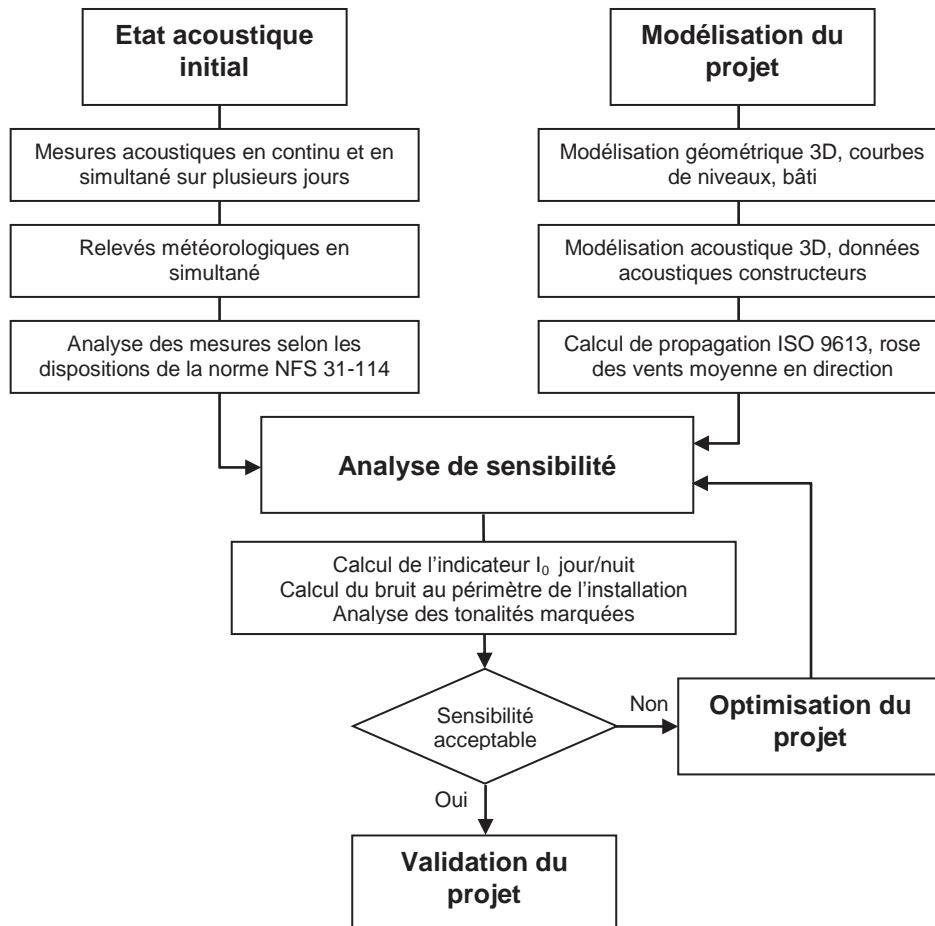 Etat acoustique
initial
Mesures acoustiques en continu et en
simultané sur plusieurs jours
Relevés météorologiques en
simultané
Analyse des mesures selon les
dispositions de la norme NFS 31-114
Modélisation du
projet
Modélisation géométrique 3D, courbes
de niveaux, bâti
Modélisation acoustique 3D, données
acoustiques constructeurs
Calcul de propagation ISO 9613, rose
des vents moyenne en direction
Analyse de sensibilité
Calcul de l'indicateur I₀ jour/nuit
Calcul du bruit au périmètre de l'installation
Analyse des tonalités marquées
Sensibilité
acceptable
Non
Optimisation du
projet
Oui
Validation du
projet